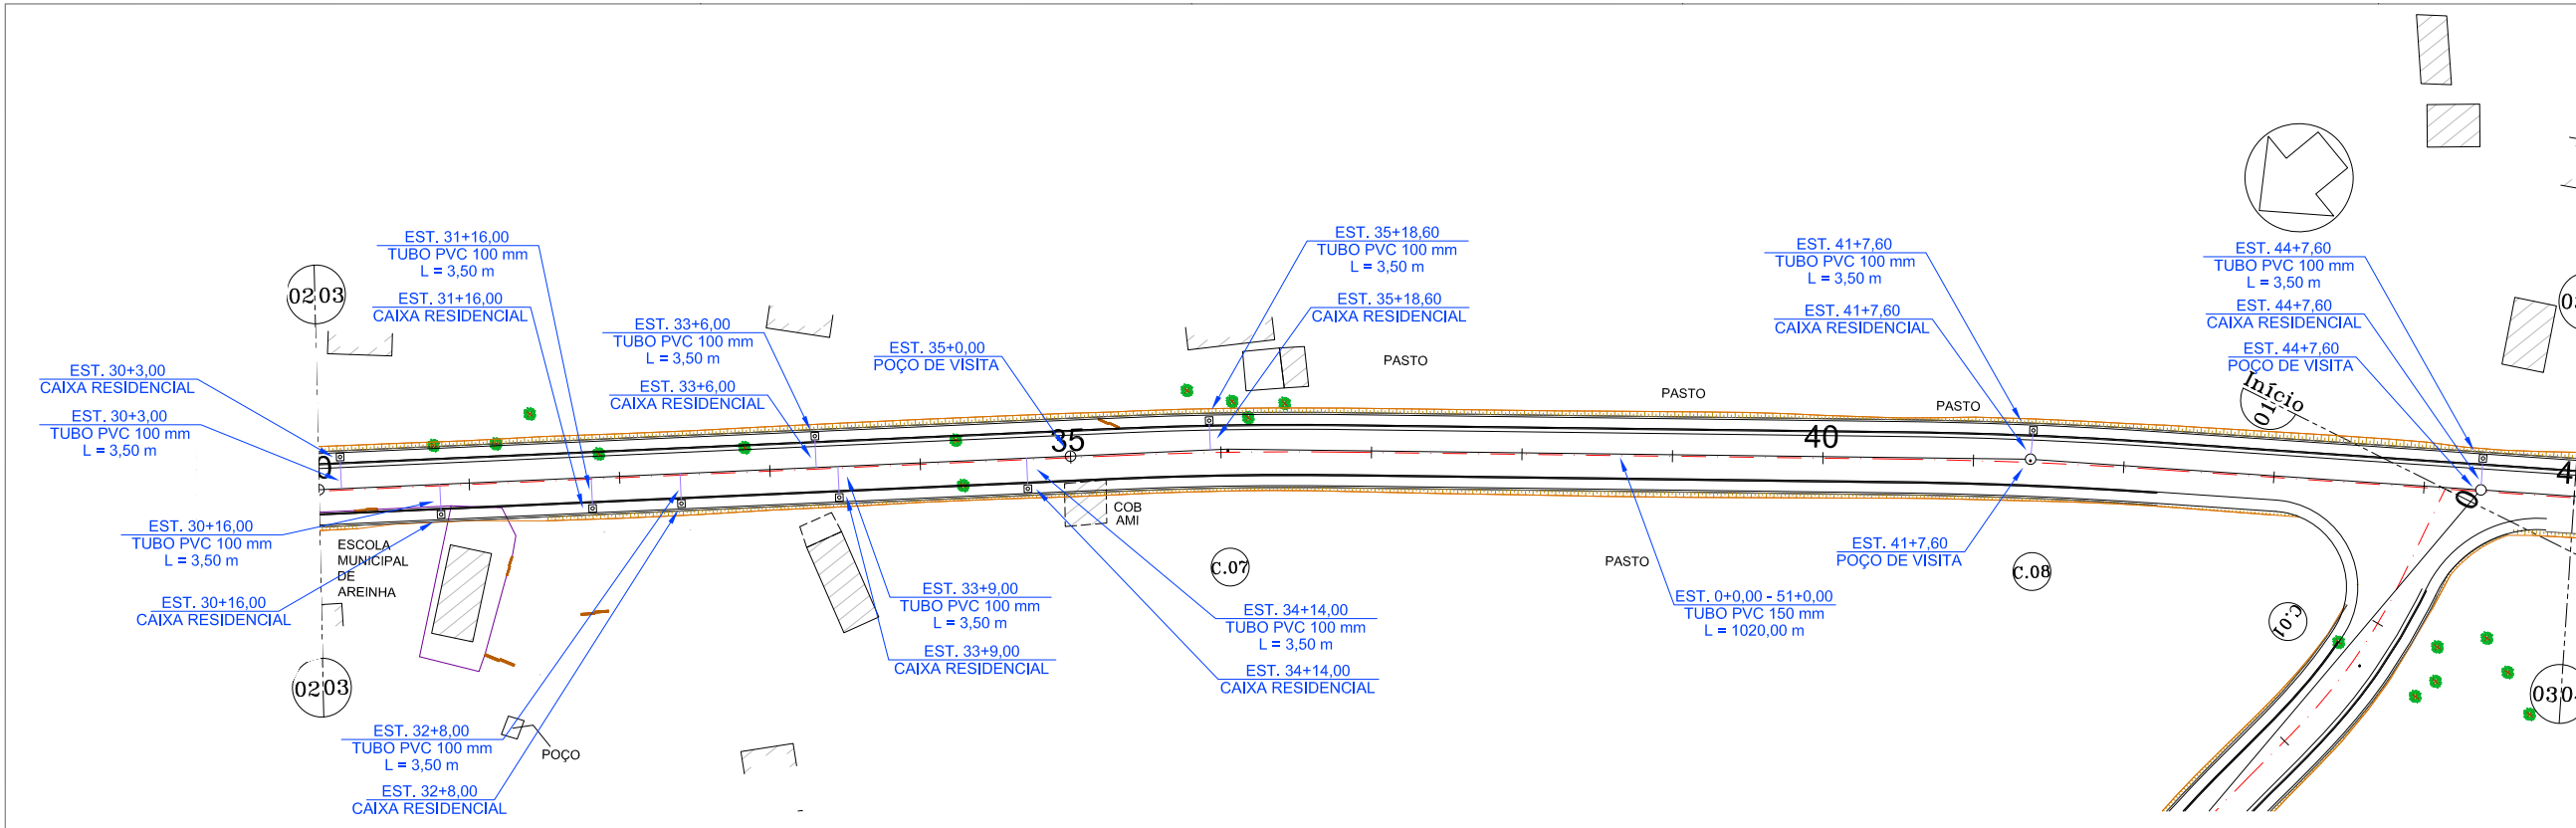 EST. 31+16,00
TUBO PVC 100 mm
L = 3,50 m
EST. 31+16,00
CAIXA RESIDENCIAL
02 03
EST. 30+3,00
CAIXA RESIDENCIAL
EST. 30+3,00
TUBO PVC 100 mm
L = 3,50 m
EST. 33+6,00
TUBO PVC 100 mm
L = 3,50 m
EST. 33+6,00
CAIXA RESIDENCIAL
EST. 35+0,00
POÇO DE VISITA
EST. 35+18,60
TUBO PVC 100 mm
L = 3,50 m
EST. 35+18,60
CAIXA RESIDENCIAL
PASTO
PASTO
PASTO
EST. 41+7,60
TUBO PVC 100 mm
L = 3,50 m
EST. 41+7,60
CAIXA RESIDENCIAL
EST. 44+7,60
TUBO PVC 100 mm
L = 3,50 m
EST. 44+7,60
CAIXA RESIDENCIAL
EST. 44+7,60
POÇO DE VISITA
Início
01
0
35
40
4
0
EST. 30+16,00
TUBO PVC 100 mm
L = 3,50 m
EST. 30+16,00
CAIXA RESIDENCIAL
ESCOLA
MUNICIPAL
DE
AREINHA
02 03
EST. 32+8,00
TUBO PVC 100 mm
L = 3,50 m
EST. 32+8,00
CAIXA RESIDENCIAL
POÇO
EST. 33+9,00
TUBO PVC 100 mm
L = 3,50 m
EST. 33+9,00
CAIXA RESIDENCIAL
COB
AMI
C.07
EST. 34+14,00
TUBO PVC 100 mm
L = 3,50 m
EST. 34+14,00
CAIXA RESIDENCIAL
PASTO
EST. 0+0,00 - 51+0,00
TUBO PVC 150 mm
L = 1020,00 m
EST. 41+7,60
POÇO DE VISITA
C.08
C.01
03